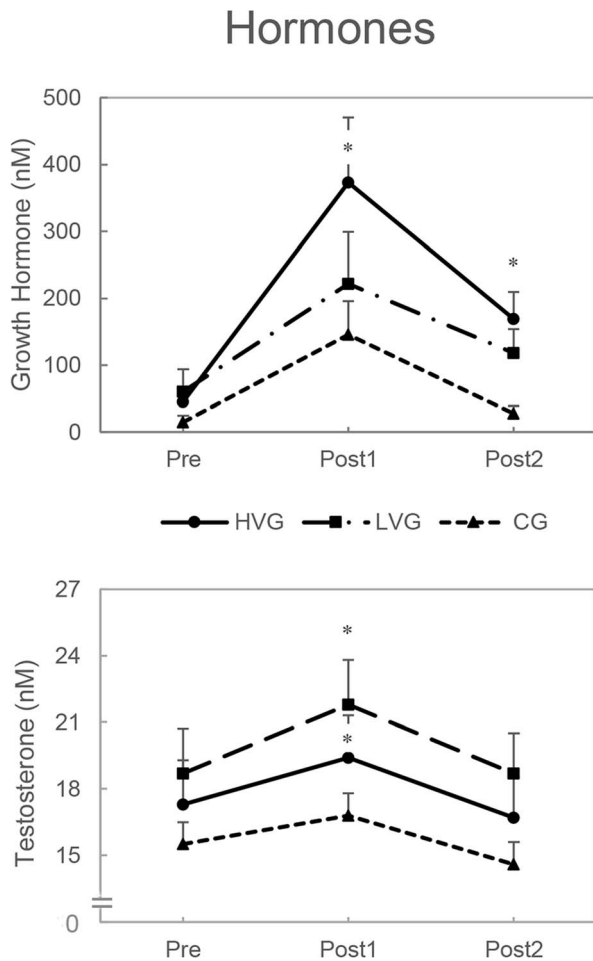 Hormones
Growth Hormone (nM)
500
400
300
200
100
0
*
*
Pre Post1 Post2
HVG LVG CG
Testosterone (nM)
27
24
21
18
15
0
*
*
Pre Post1 Post2